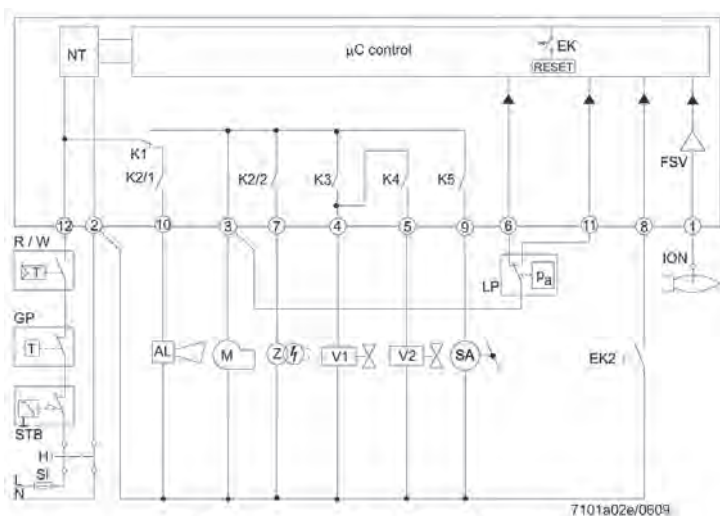 NT
µC control
EK
RESET
FSV
K1
K2/1
K2/2
K3
K4
K5
12
2
10
3
7
4
5
9
6
11
8
1
R / W
T
GP
T
STB
H
SI
L
N
AL
M
Z
V1
V2
SA
LP
Pa
ION
EK2
7101a02e/0609